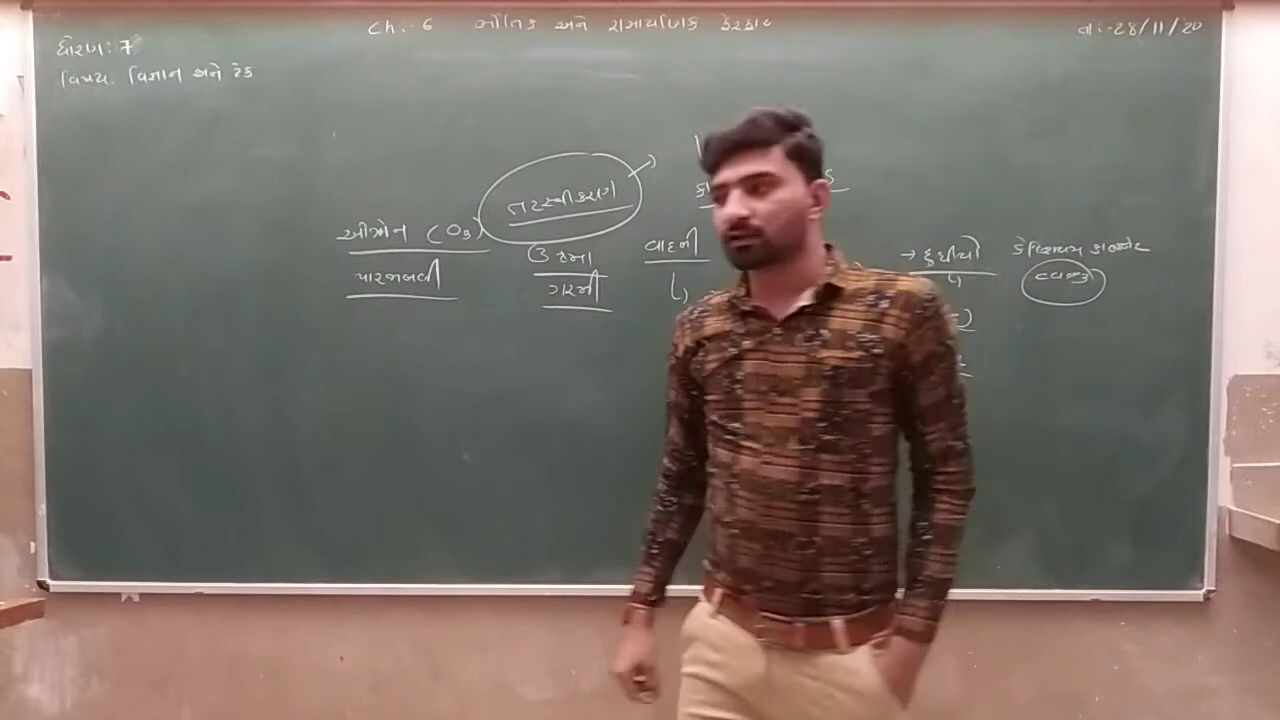 Ch. : 6 ભૌતિક અને રાસાયણિક ફેરફાર
તા :- 28/11/20
ધોરણ : 7
વિષય : વિજ્ઞાન અને ટેક
તટસ્થીકરણ
ઓઝોન (O3)
પારજાંબલી
ઉષ્મા
ગરમી
વાદળી
→ દુધીયો
કેલ્શિયમ કાર્બોનેટ